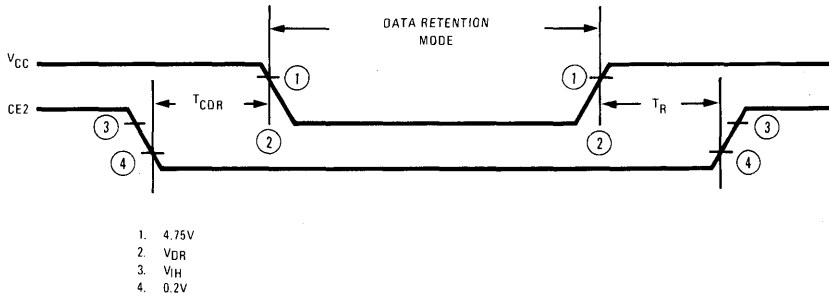 DATA RETENTION
MODE
VCC
1
1
TCDR
TR
CE2
3
2
2
3
4
4
1. 4.75V
2. VDR
3. VIH
4. 0.2V